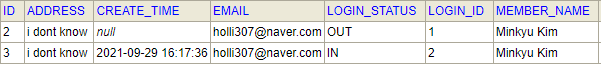 ID ADDRESS CREATE_TIME EMAIL LOGIN_STATUS LOGIN_ID MEMBER_NAME
2 i dont know null holli307@naver.com OUT 1 Minkyu Kim
3 i dont know 2021-09-29 16:17:36 holli307@naver.com IN 2 Minkyu Kim